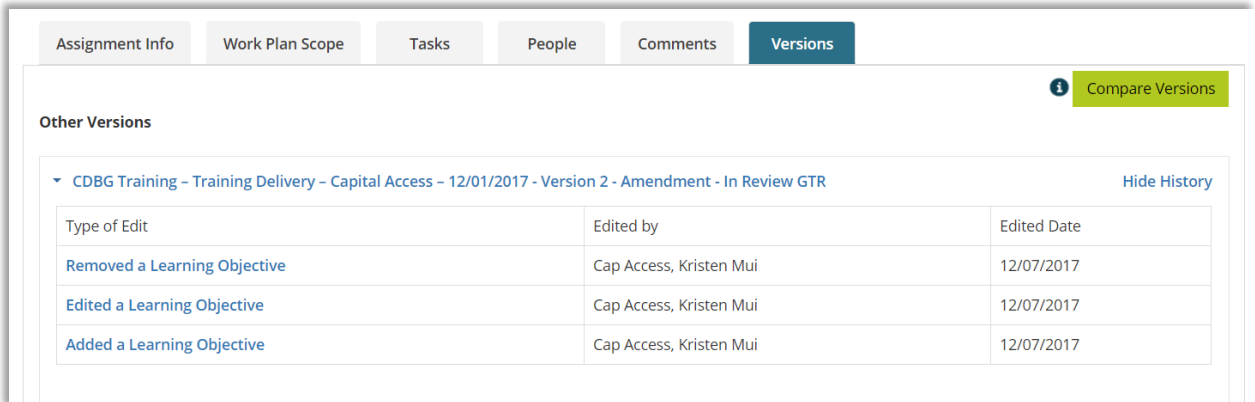 Assignment Info Work Plan Scope Tasks People Comments Versions
Compare Versions
Other Versions
CDBG Training – Training Delivery – Capital Access – 12/01/2017 - Version 2 - Amendment - In Review GTR Hide History
Type of Edit Edited by Edited Date
Removed a Learning Objective Cap Access, Kristen Mui 12/07/2017
Edited a Learning Objective Cap Access, Kristen Mui 12/07/2017
Added a Learning Objective Cap Access, Kristen Mui 12/07/2017